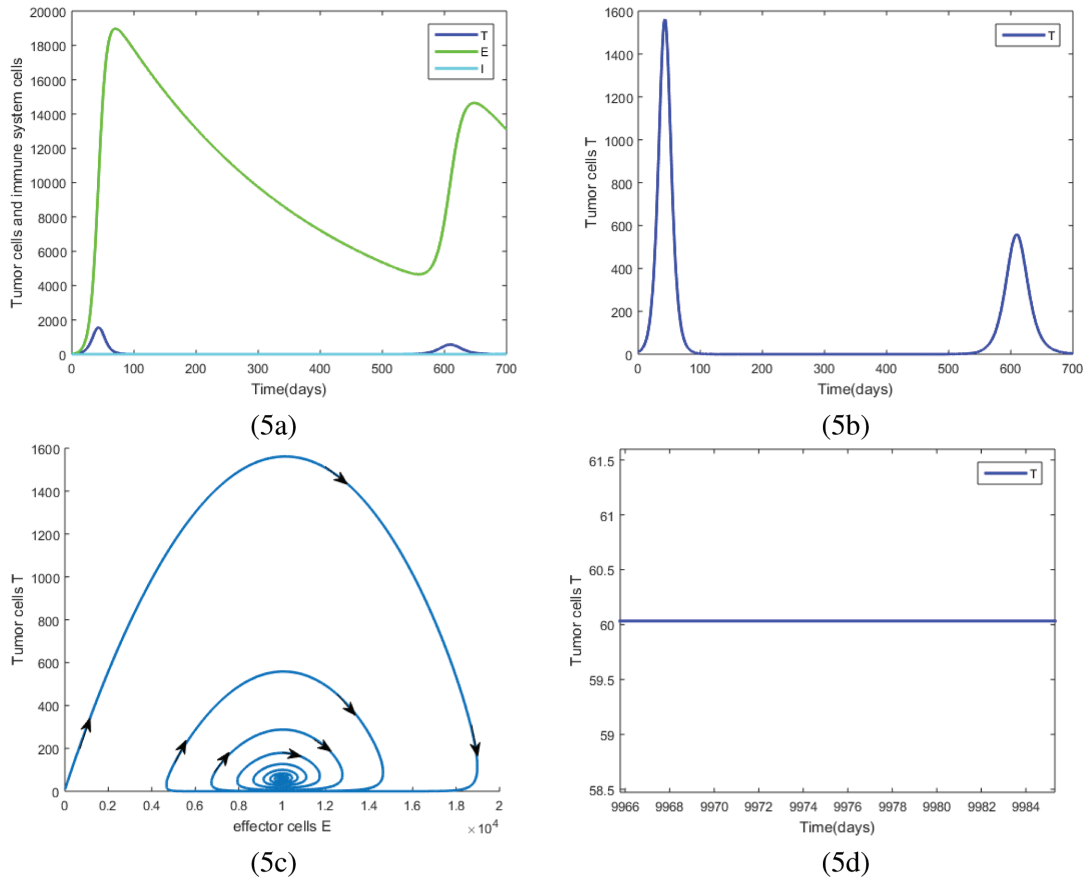 20000
18000
16000
14000
12000
10000
8000
6000
4000
2000
0
Tumor cells and immune system cells
T
E
I
0 100 200 300 400 500 600 700
Time(days)
(5a)
1600
1400
1200
1000
800
600
400
200
0
Tumor cells T
T
0 100 200 300 400 500 600 700
Time(days)
(5b)
1600
1400
1200
1000
800
600
400
200
0
Tumor cells T
0 0.2 0.4 0.6 0.8 1 1.2 1.4 1.6 1.8 2
effector cells E
×10⁴
(5c)
61.5
61
60.5
60
59.5
59
58.5
Tumor cells T
T
9966 9968 9970 9972 9974 9976 9978 9980 9982 9984
Time(days)
(5d)